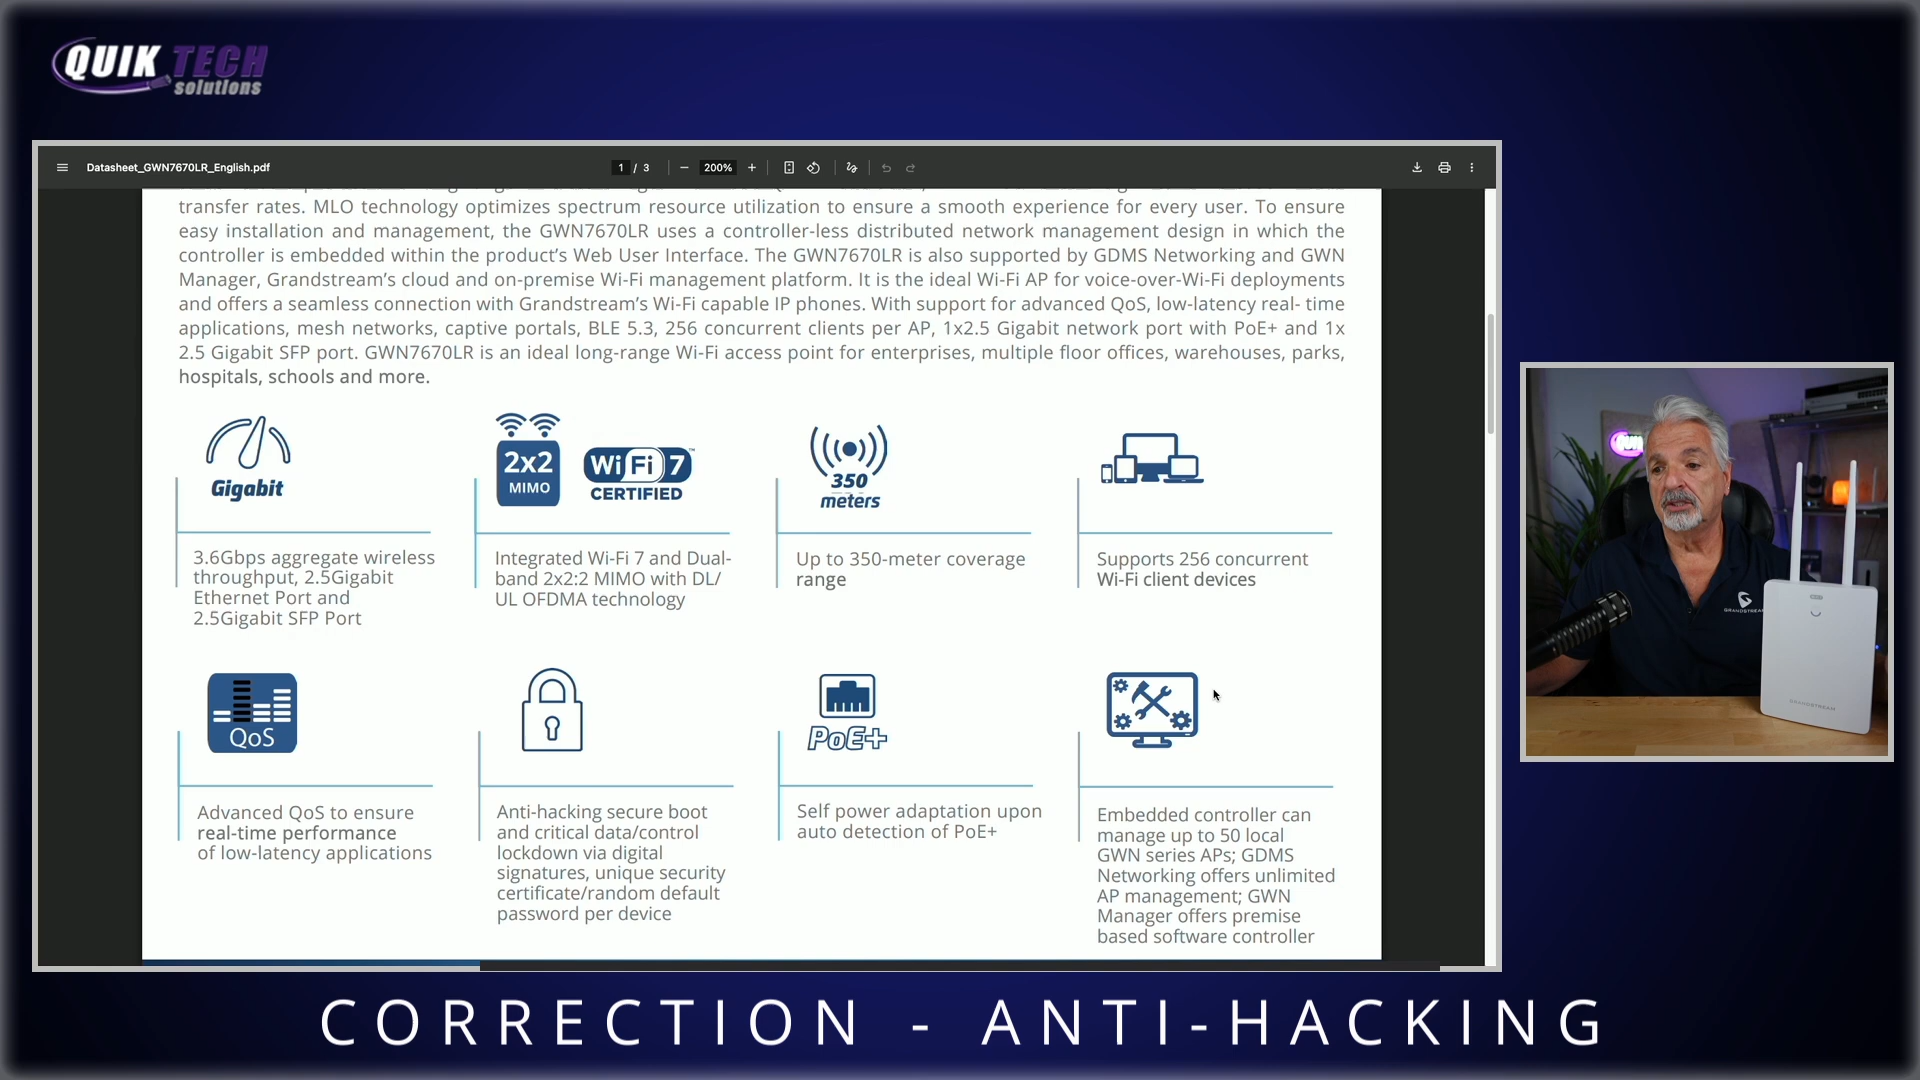 QUIK TECH
solutions
Datasheet_GWN7670LR_English.pdf
1 / 3
200%
transfer rates. MLO technology optimizes spectrum resource utilization to ensure a smooth experience for every user. To ensure
easy installation and management, the GWN7670LR uses a controller-less distributed network management design in which the
controller is embedded within the product's Web User Interface. The GWN7670LR is also supported by GDMS Networking and GWN
Manager, Grandstream's cloud and on-premise Wi-Fi management platform. It is the ideal Wi-Fi AP for voice-over-Wi-Fi deployments
and offers a seamless connection with Grandstream's Wi-Fi capable IP phones. With support for advanced QoS, low-latency real- time
applications, mesh networks, captive portals, BLE 5.3, 256 concurrent clients per AP, 1x2.5 Gigabit network port with PoE+ and 1x
2.5 Gigabit SFP port. GWN7670LR is an ideal long-range Wi-Fi access point for enterprises, multiple floor offices, warehouses, parks,
hospitals, schools and more.
Gigabit
3.6Gbps aggregate wireless
throughput, 2.5Gigabit
Ethernet Port and
2.5Gigabit SFP Port
2x2
MIMO
Wi Fi 7™
CERTIFIED
Integrated Wi-Fi 7 and Dual-
band 2x2:2 MIMO with DL/
UL OFDMA technology
350
meters
Up to 350-meter coverage
range
Supports 256 concurrent
Wi-Fi client devices
QoS
Advanced QoS to ensure
real-time performance
of low-latency applications
Anti-hacking secure boot
and critical data/control
lockdown via digital
signatures, unique security
certificate/random default
password per device
PoE+
Self power adaptation upon
auto detection of PoE+
Embedded controller can
manage up to 50 local
GWN series APs; GDMS
Networking offers unlimited
AP management; GWN
Manager offers premise
based software controller
GRANDSTREAM
GRANDSTREAM
CORRECTION - ANTI-HACKING